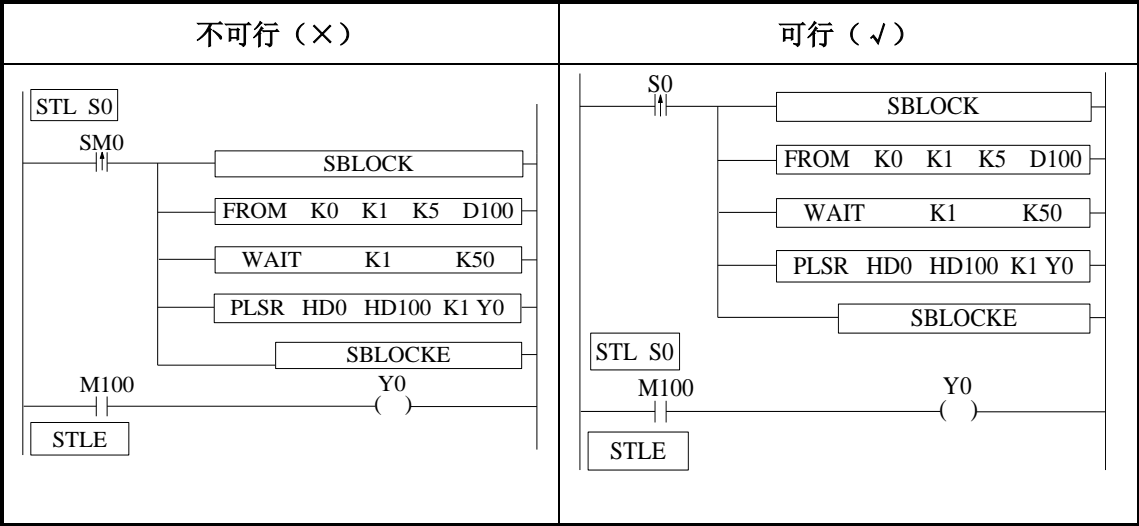 不可行（×）
可行（√）
STL S0
SM0
SBLOCK
FROM K0 K1 K5 D100
WAIT K1 K50
PLSR HD0 HD100 K1 Y0
SBLOCKE
M100 Y0
STLE
S0
SBLOCK
FROM K0 K1 K5 D100
WAIT K1 K50
PLSR HD0 HD100 K1 Y0
SBLOCKE
STL S0
M100 Y0
STLE